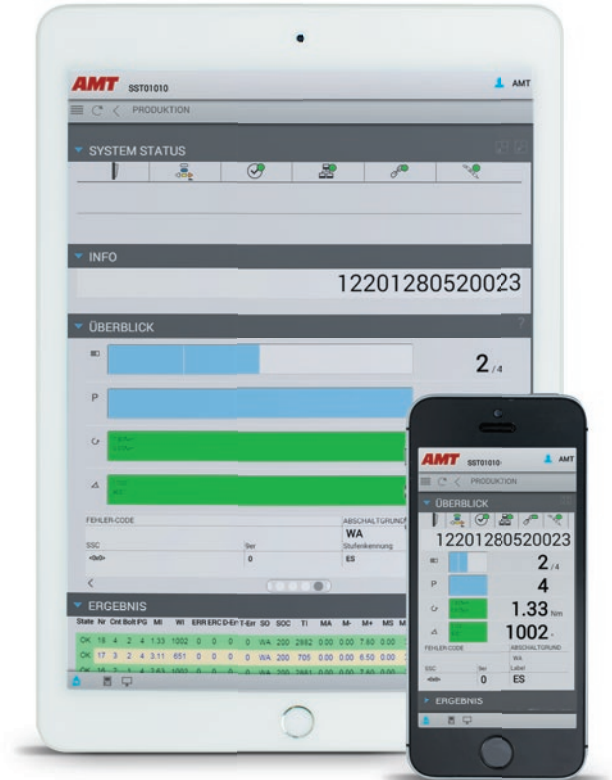 AMT SST01010 AMT
PRODUKTION
SYSTEM STATUS
INFO
12201280520023
ÜBERBLICK ?
2/4
P
FEHLER-CODE ABSCHALTGRUND
WA
SSC 9er Stufenkennung
0 ES
ERGEBNIS
State Nr Cnt Bolt PG MI WI ERR ERC D-Err T-Err SO SOC TI MA M- M+ MS
OK 18 4 2 4 1.33 1002 0 0 0 0 WA 200 2882 0.00 0.00 7.60 0.00
OK 17 3 2 4 3.11 651 0 0 0 0 WA 200 705 0.00 0.00 6.50 0.00
AMT SST01010 AMT
PRODUKTION
ÜBERBLICK
12201280520023
2/4
P 4
1.33 Nm
1002
FEHLER-CODE ABSCHALTGRUND
WA
SSC 9er Label
0 ES
ERGEBNIS